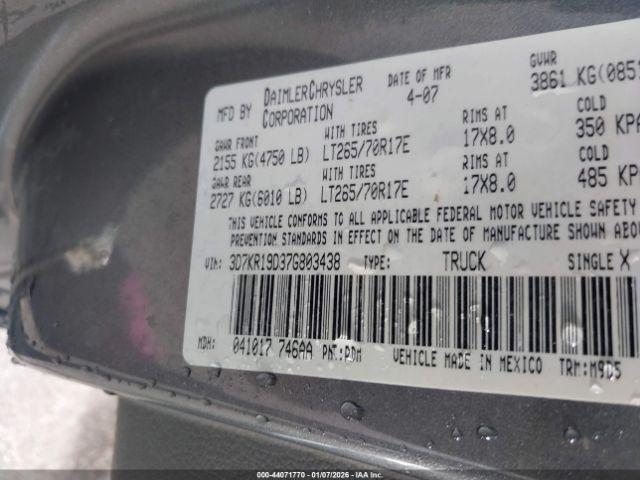 MFD BY DAIMLERCHRYSLER CORPORATION DATE OF MFR 4-07 GVWR 3861 KG(
GAWR FRONT WITH TIRES RIMS AT COLD
2155 KG(4750 LB) LT265/70R17E 17X8.0 350 KPA
GAWR REAR WITH TIRES RIMS AT COLD
2727 KG(6010 LB) LT265/70R17E 17X8.0 485 KP
THIS VEHICLE CONFORMS TO ALL APPLICABLE FEDERAL MOTOR VEHICLE SAFETY
PREVENTION STANDARDS IN EFFECT ON THE DATE OF MANUFACTURE SHOWN ABOV
VIN: 3D7KR19D37G803438 TYPE: TRUCK SINGLE X
MDH: 041017 746AA PNT: PDM VEHICLE MADE IN MEXICO TRM: M9D5
000-44071770 | 01/07/2026 - IAAI - COPART